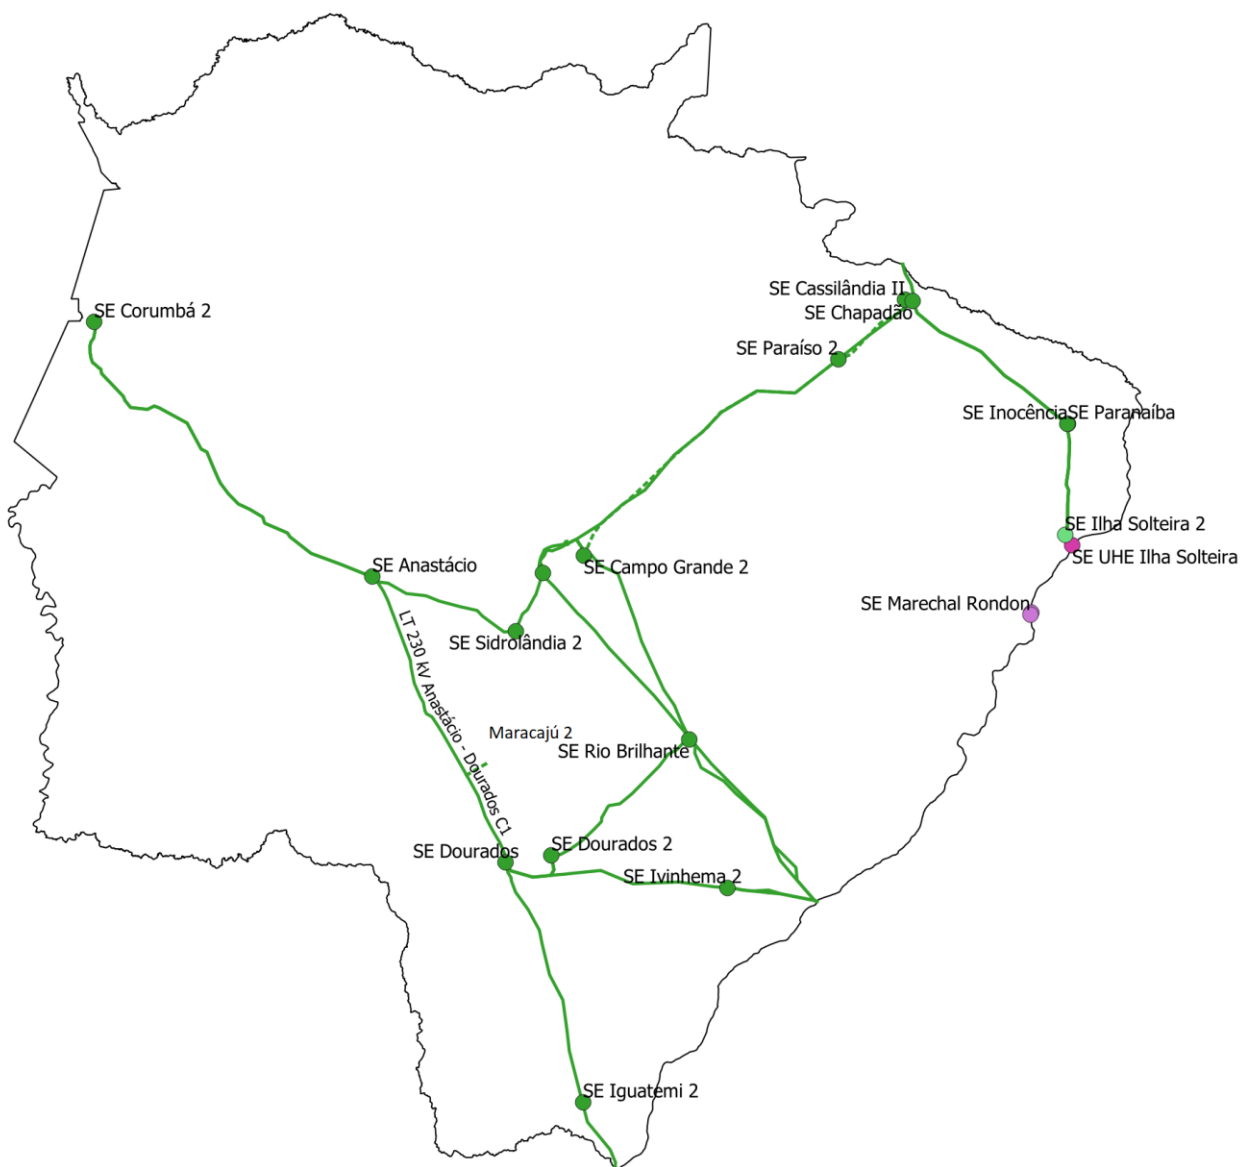 SE Cassilândia II
SE Corumbá 2
SE Chapadão
SE Paraíso 2
SE Inocência
SE Paranaíba
SE Ilha Solteira 2
SE UHE Ilha Solteira
SE Anastácio
SE Campo Grande 2
SE Marechal Rondon
SE Sidrolândia 2
LT 230 kV Anastácio - Dourados C1
Maracajú 2
SE Rio Brilhante
SE Dourados
SE Dourados 2
SE Ivinhema 2
SE Iguatemi 2